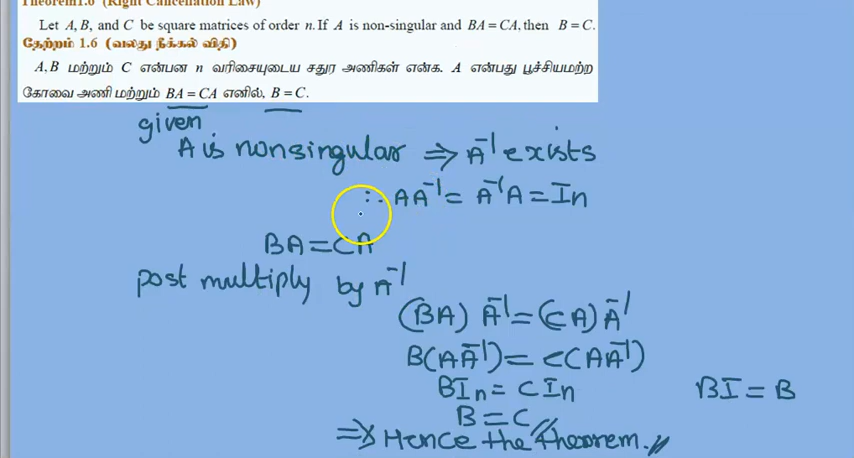 Theorem1.6 (Right Cancellation Law)
Let A, B, and C be square matrices of order n. If A is non-singular and BA = CA, then B = C.
தேற்றம் 1.6 (வலது நீக்கல் விதி)
A, B மற்றும் C என்பன n வரிசையுடைய சதுர அணிகள் என்க. A என்பது பூச்சியமற்ற
கோவை அணி மற்றும் BA = CA எனில், B = C.
given
A is nonsingular ⇒ A⁻¹ exists
∴ AA⁻¹ = A⁻¹A = In
BA = CA
post multiply by A⁻¹
(BA) A⁻¹ = (CA) A⁻¹
B(AA⁻¹) = C(AA⁻¹)
BIn = CIn
BI = B
B = C //
⇒ Hence the theorem. //